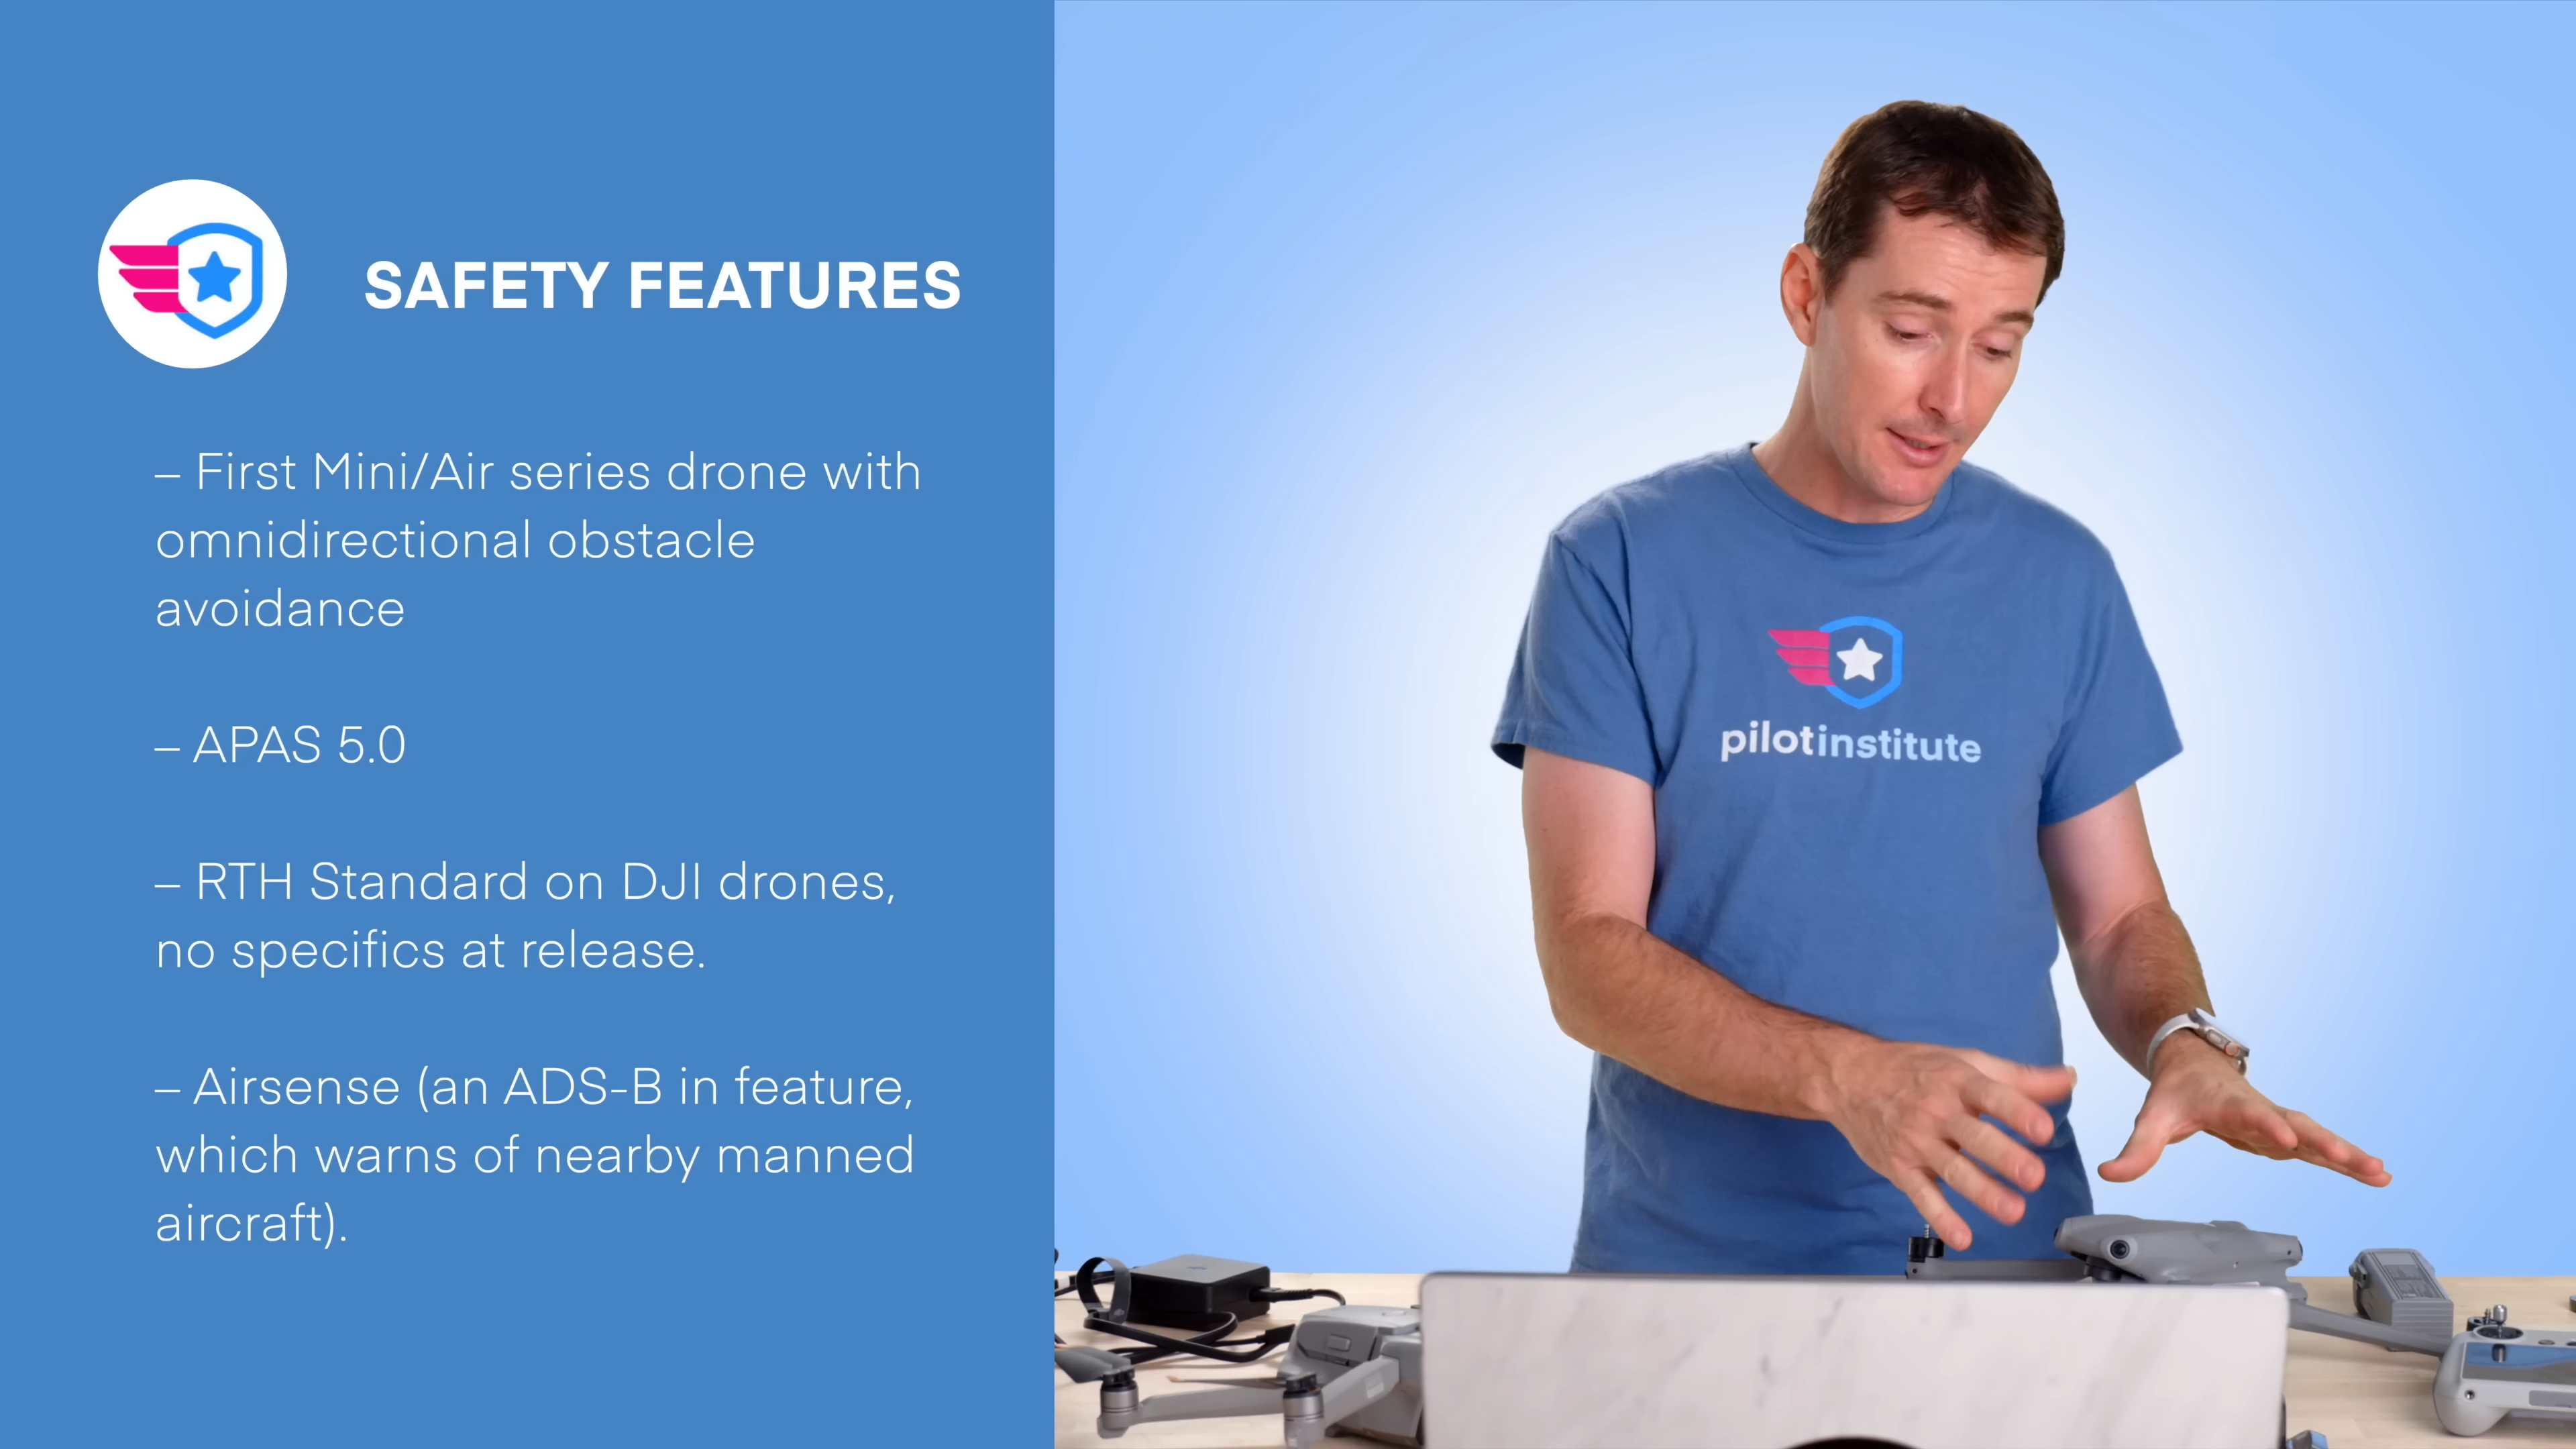 SAFETY FEATURES
– First Mini/Air series drone with
omnidirectional obstacle
avoidance
– APAS 5.0
– RTH Standard on DJI drones,
no specifics at release.
– Airsense (an ADS-B in feature,
which warns of nearby manned
aircraft).
pilotinstitute